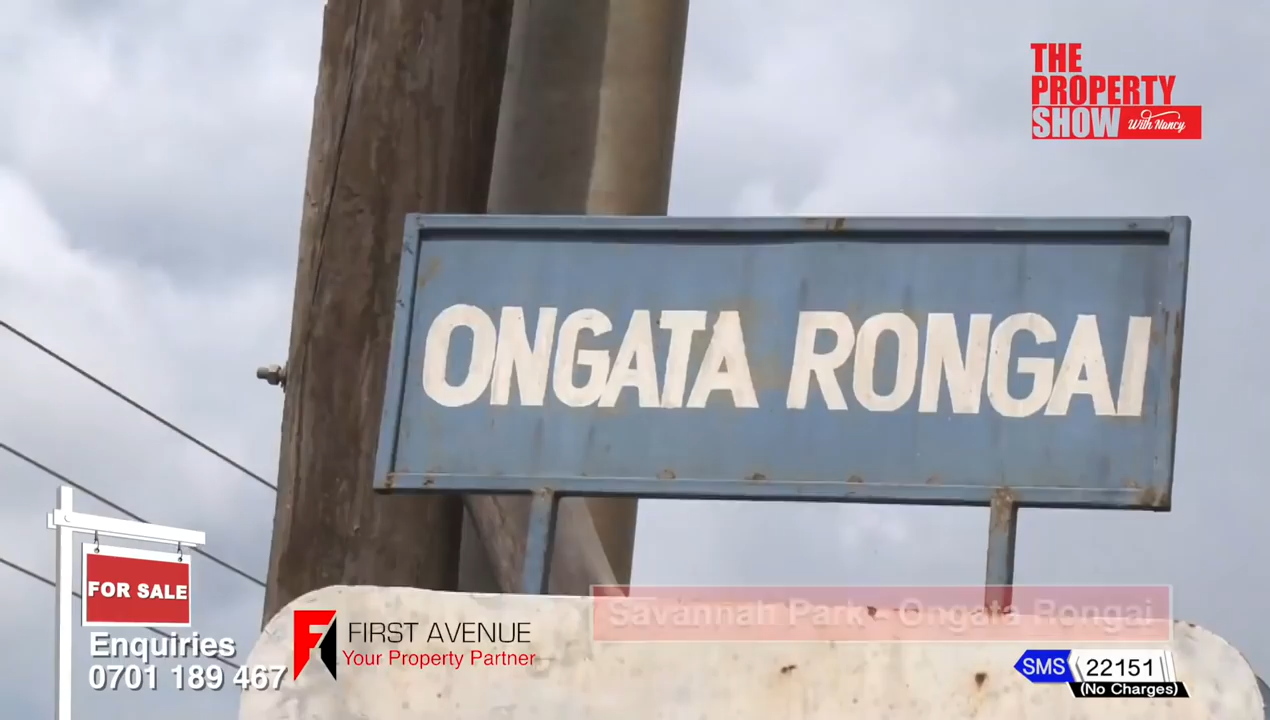 THE
PROPERTY
SHOW
With Nancy
ONGATA RONGAI
FOR SALE
Enquiries
0701 189 467
FIRST AVENUE
Your Property Partner
Savannah Park - Ongata Rongai
SMS 22151
(No Charges)